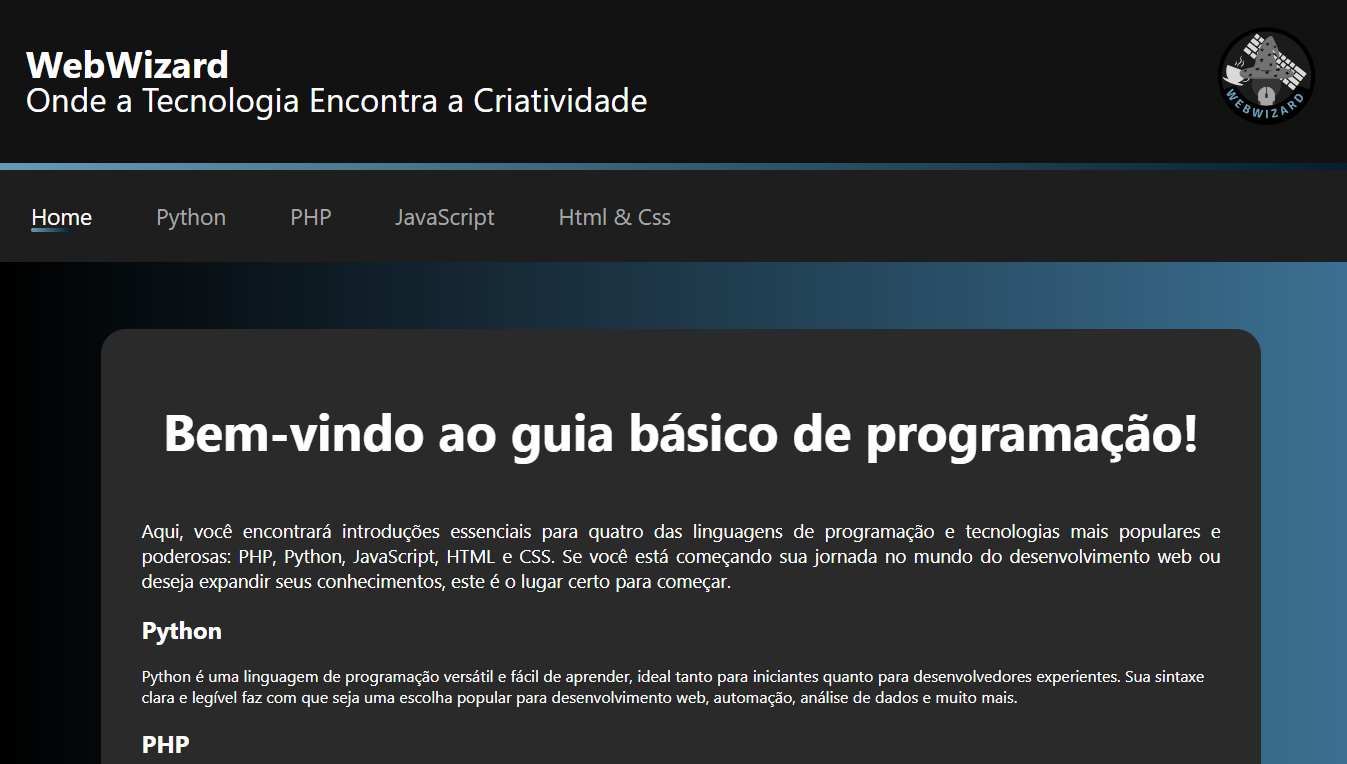 WebWizard
Onde a Tecnologia Encontra a Criatividade
WEBWIZARD
Home Python PHP JavaScript Html & Css
Bem-vindo ao guia básico de programação!
Aqui, você encontrará introduções essenciais para quatro das linguagens de programação e tecnologias mais populares e
poderosas: PHP, Python, JavaScript, HTML e CSS. Se você está começando sua jornada no mundo do desenvolvimento web ou
deseja expandir seus conhecimentos, este é o lugar certo para começar.
Python
Python é uma linguagem de programação versátil e fácil de aprender, ideal tanto para iniciantes quanto para desenvolvedores experientes. Sua sintaxe
clara e legível faz com que seja uma escolha popular para desenvolvimento web, automação, análise de dados e muito mais.
PHP